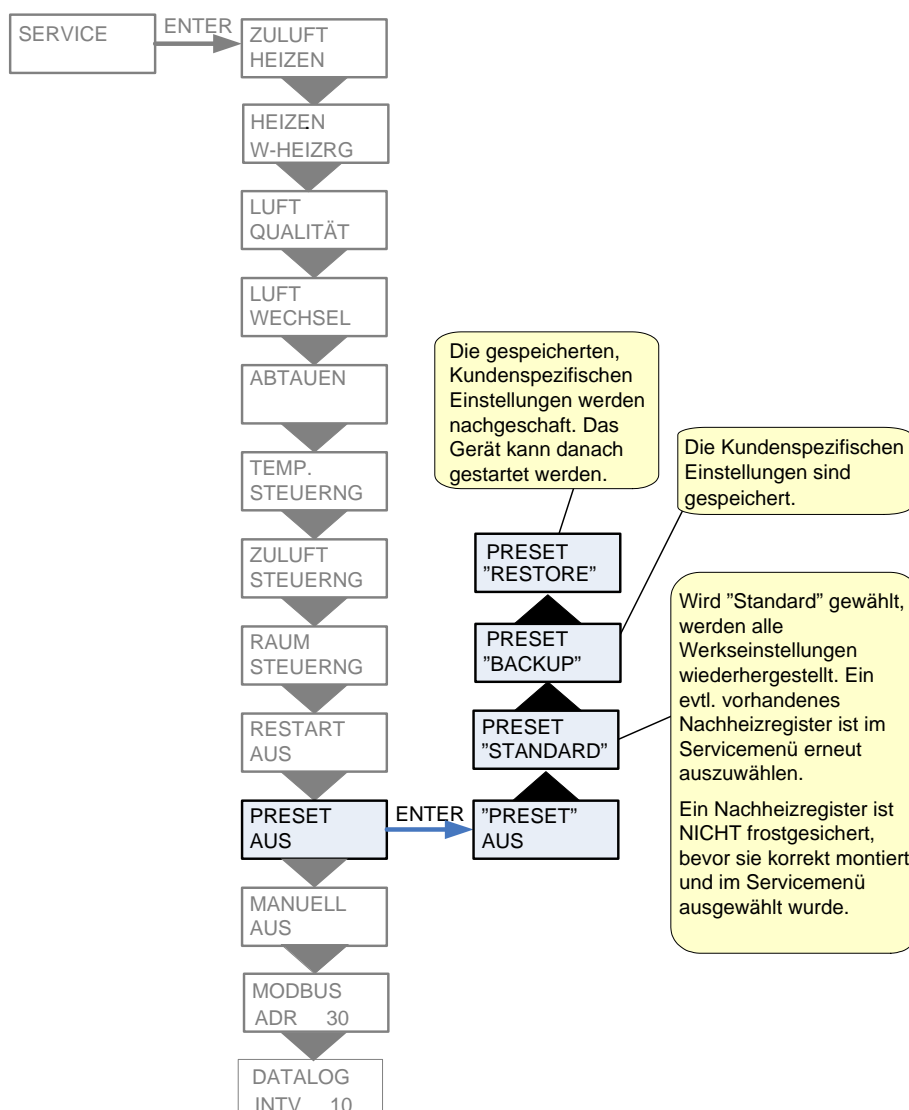 SERVICE
ENTER
ZULUFT
HEIZEN
HEIZEN
W-HEIZRG
LUFT
QUALITÄT
LUFT
WECHSEL
ABTAUEN
TEMP.
STEUERNG
ZULUFT
STEUERNG
RAUM
STEUERNG
RESTART
AUS
PRESET
AUS
ENTER
"PRESET"
AUS
PRESET
"STANDARD"
PRESET
"BACKUP"
PRESET
"RESTORE"
Die gespeicherten,
Kundenspezifischen
Einstellungen werden
nachgeschaft. Das
Gerät kann danach
gestartet werden.
Die Kundenspezifischen
Einstellungen sind
gespeichert.
Wird "Standard" gewählt,
werden alle
Werkseinstellungen
wiederhergestellt. Ein
evtl. vorhandenes
Nachheizregister ist im
Servicemenü erneut
auszuwählen.
Ein Nachheizregister ist
NICHT frostgesichert,
bevor sie korrekt montiert
und im Servicemenü
ausgewählt wurde.
MANUELL
AUS
MODBUS
ADR 30
DATALOG
INTV 10